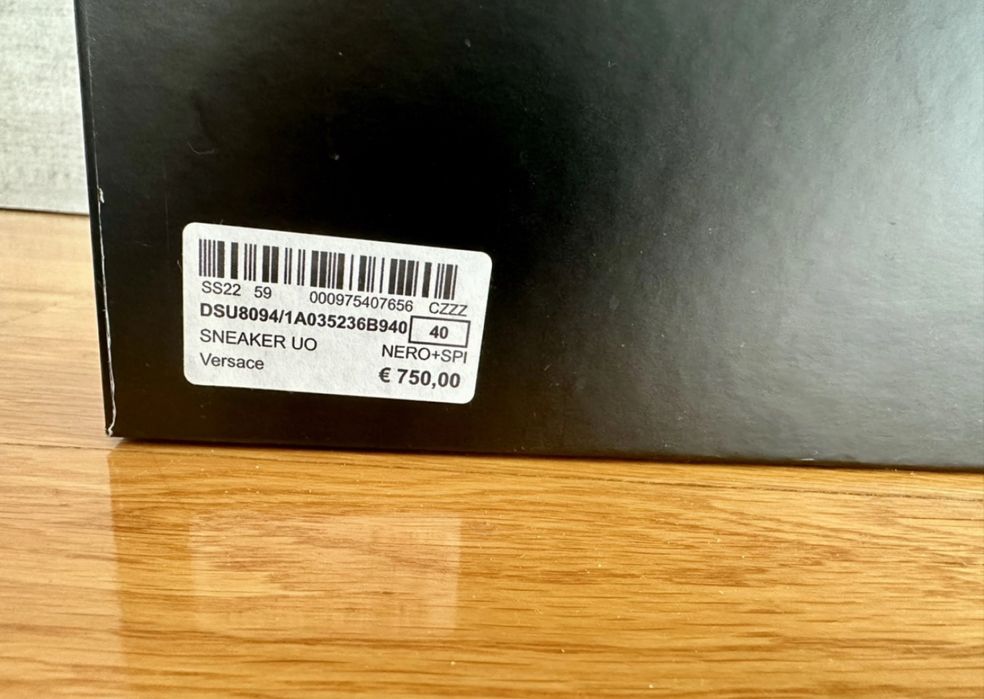 SS22 59 000975407656 CZZZ
DSU8094/1A035236B940 40
SNEAKER UO NERO+SPI
Versace € 750,00